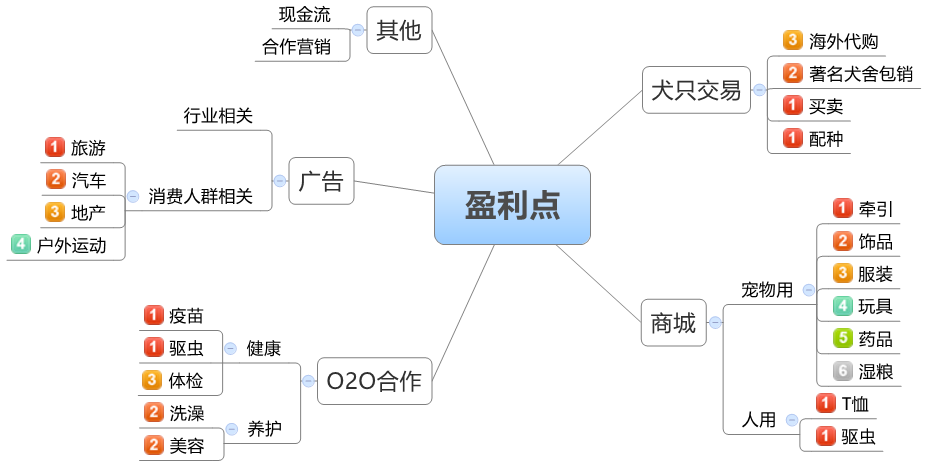 盈利点
犬只交易
3 海外代购
2 著名犬舍包销
1 买卖
1 配种
商城
宠物用
1 牵引
2 饰品
3 服装
4 玩具
5 药品
6 湿粮
人用
1 T恤
1 驱虫
O2O合作
健康
1 疫苗
1 驱虫
3 体检
养护
2 洗澡
2 美容
广告
行业相关
消费人群相关
1 旅游
2 汽车
3 地产
4 户外运动
其他
现金流
合作营销